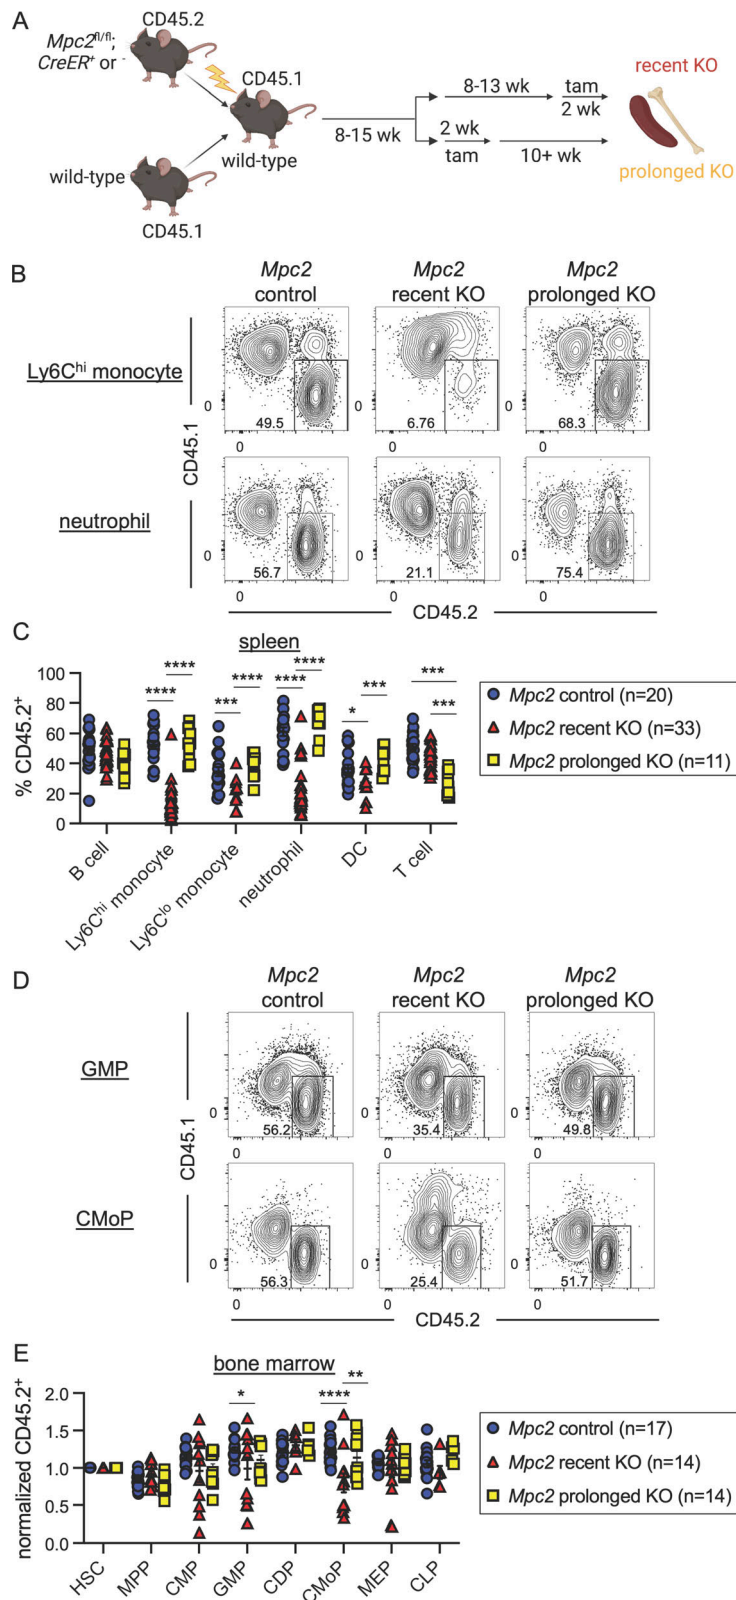 A
CD45.2
Mpc2fl/fl;
CreER+ or -
CD45.1
wild-type
wild-type
CD45.1
8-15 wk
8-13 wk
tam
2 wk
2 wk
tam
10+ wk
recent KO
prolonged KO
B
Mpc2 control
Mpc2 recent KO
Mpc2 prolonged KO
Ly6Chi monocyte
49.5
6.76
68.3
0
0
0
0
0
0
neutrophil
56.7
21.1
75.4
0
0
0
0
0
0
CD45.1
CD45.2
C
spleen
% CD45.2+
100
80
60
40
20
0
****
****
***
****
****
****
*
***
***
***
B cell
Ly6Chi monocyte
Ly6Clo monocyte
neutrophil
DC
T cell
Mpc2 control (n=20)
Mpc2 recent KO (n=33)
Mpc2 prolonged KO (n=11)
D
Mpc2 control
Mpc2 recent KO
Mpc2 prolonged KO
GMP
56.2
35.4
49.8
0
0
0
0
0
0
CMoP
56.3
25.4
51.7
0
0
0
0
0
0
CD45.1
CD45.2
E
bone marrow
normalized CD45.2+
2.0
1.5
1.0
0.5
0.0
*
****
**
HSC
MPP
CMP
GMP
CDP
CMoP
MEP
CLP
Mpc2 control (n=17)
Mpc2 recent KO (n=14)
Mpc2 prolonged KO (n=14)